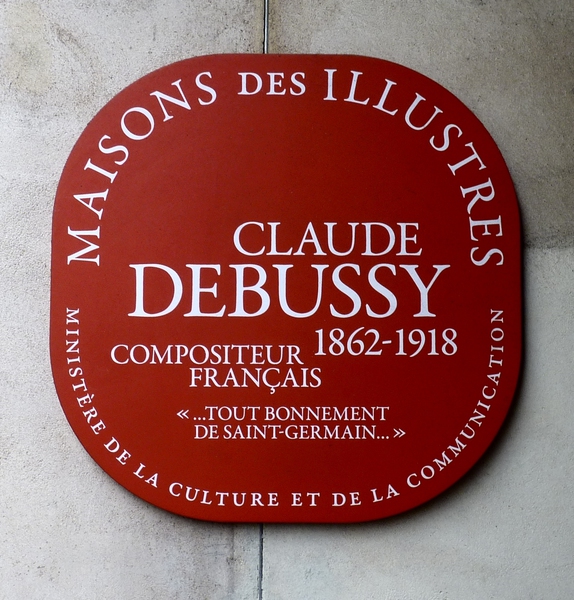 MAISONS DES ILLUSTRES
CLAUDE
DEBUSSY
1862-1918
COMPOSITEUR
FRANÇAIS
« ...TOUT BONNEMENT
DE SAINT-GERMAIN... »
MINISTÈRE DE LA CULTURE ET DE LA COMMUNICATION